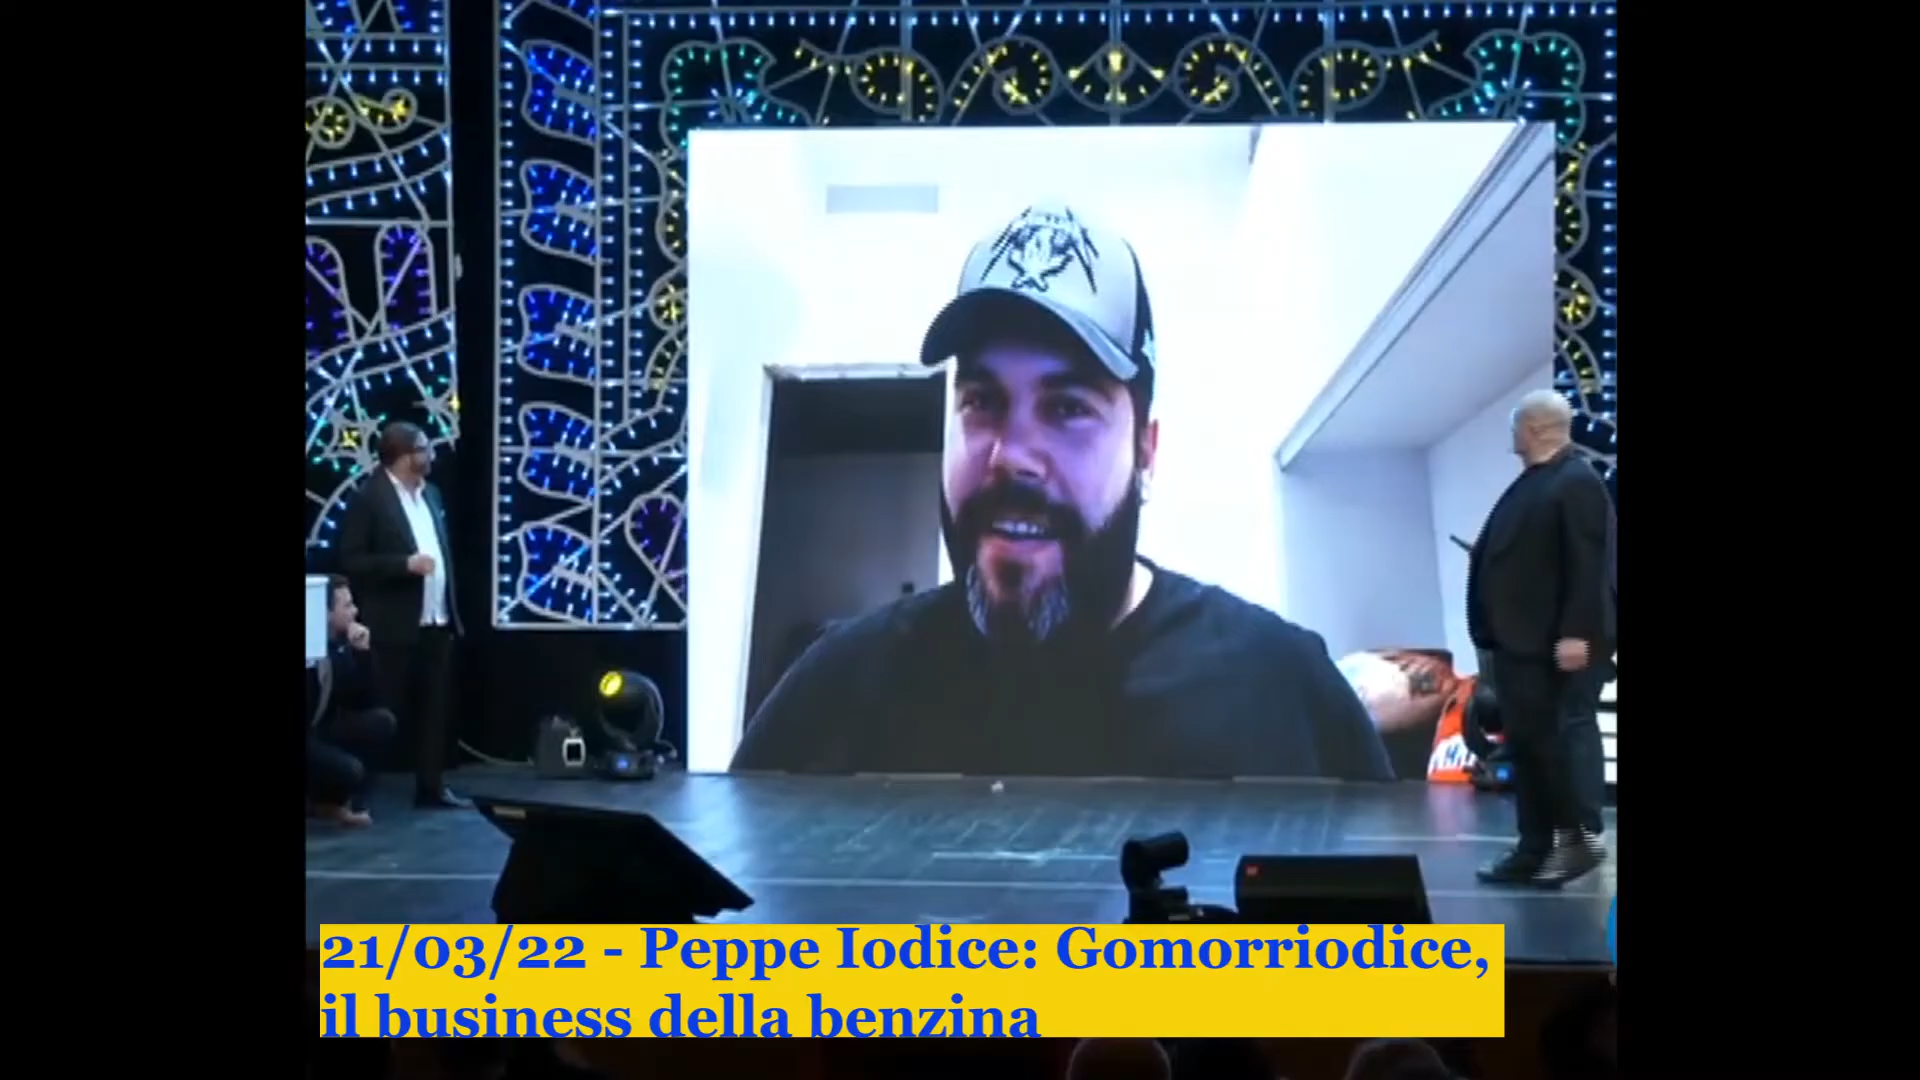 21/03/22 - Peppe Iodice: Gomorriodice,
il business della benzina